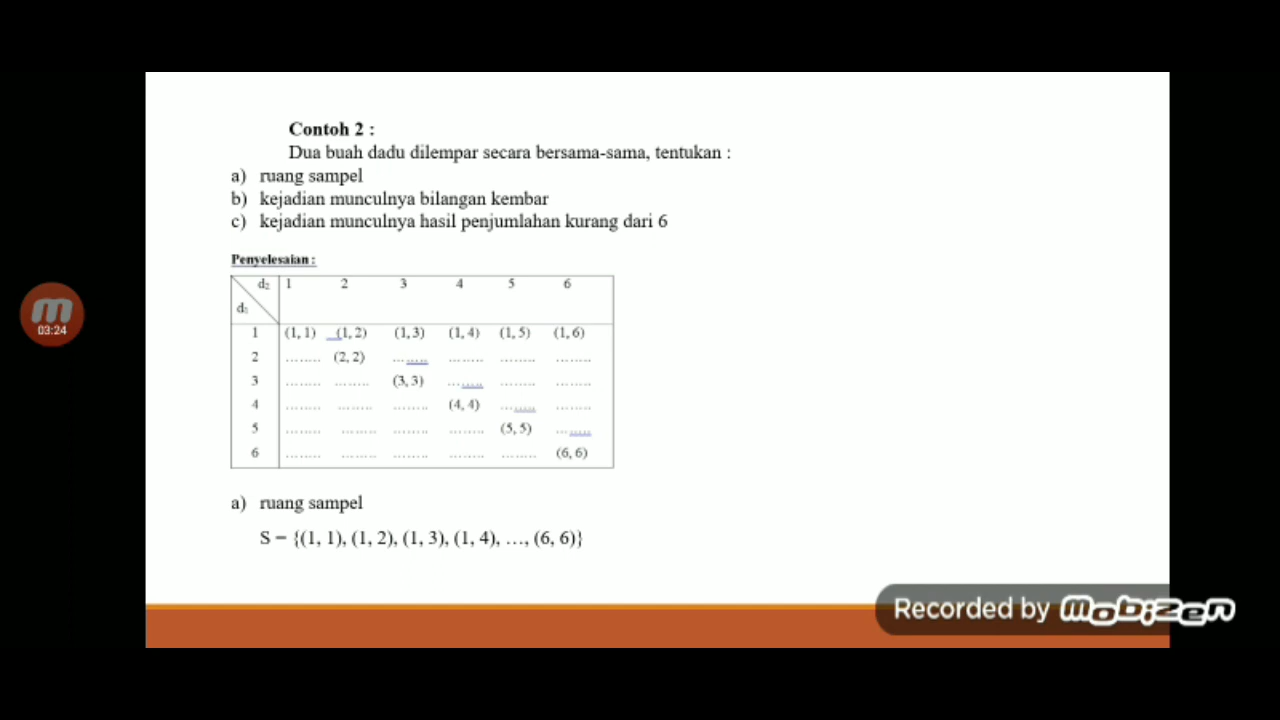 Contoh 2 :
Dua buah dadu dilempar secara bersama-sama, tentukan :
a) ruang sampel
b) kejadian munculnya bilangan kembar
c) kejadian munculnya hasil penjumlahan kurang dari 6
Penyelesaian :
d₂ 1 2 3 4 5 6
d₁
1 (1, 1) (1, 2) (1, 3) (1, 4) (1, 5) (1, 6)
2 ........ (2, 2) ........ ........ ........ ........
3 ........ ........ (3, 3) ........ ........ ........
4 ........ ........ ........ (4, 4) ........ ........
5 ........ ........ ........ ........ (5, 5) ........
6 ........ ........ ........ ........ ........ (6, 6)
a) ruang sampel
S = {(1, 1), (1, 2), (1, 3), (1, 4), …, (6, 6)}
03:24
Recorded by mobizen